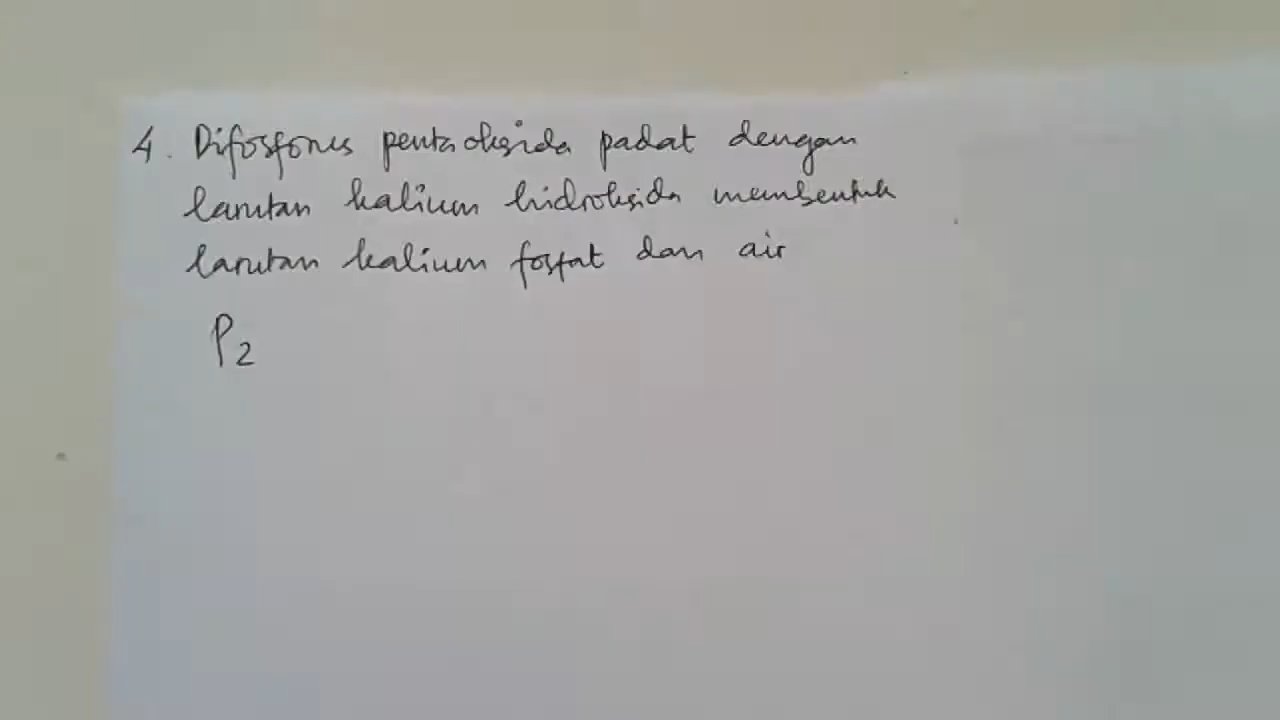 4. Difosforus pentaoksida padat dengan
larutan kalium hidroksida membentuk
larutan kalium fosfat dan air
P2